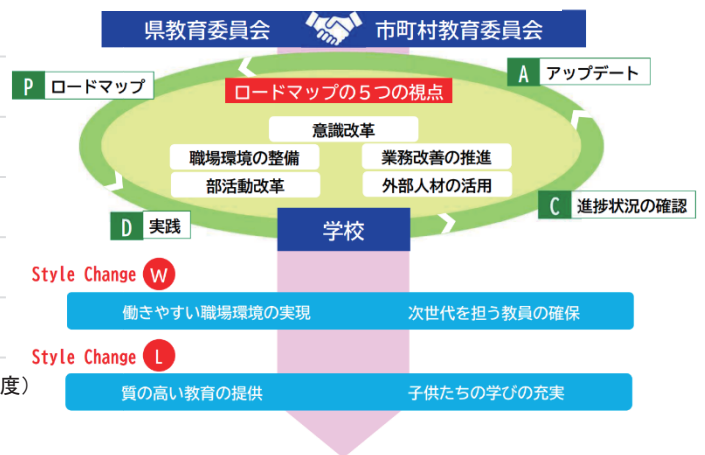 県教育委員会 市町村教育委員会
P ロードマップ
A アップデート
ロードマップの5つの視点
意識改革
職場環境の整備 業務改善の推進
部活動改革 外部人材の活用
D 実践
学校
C 進捗状況の確認
Style Change W
働きやすい職場環境の実現 次世代を担う教員の確保
Style Change L
度）
質の高い教育の提供 子供たちの学びの充実